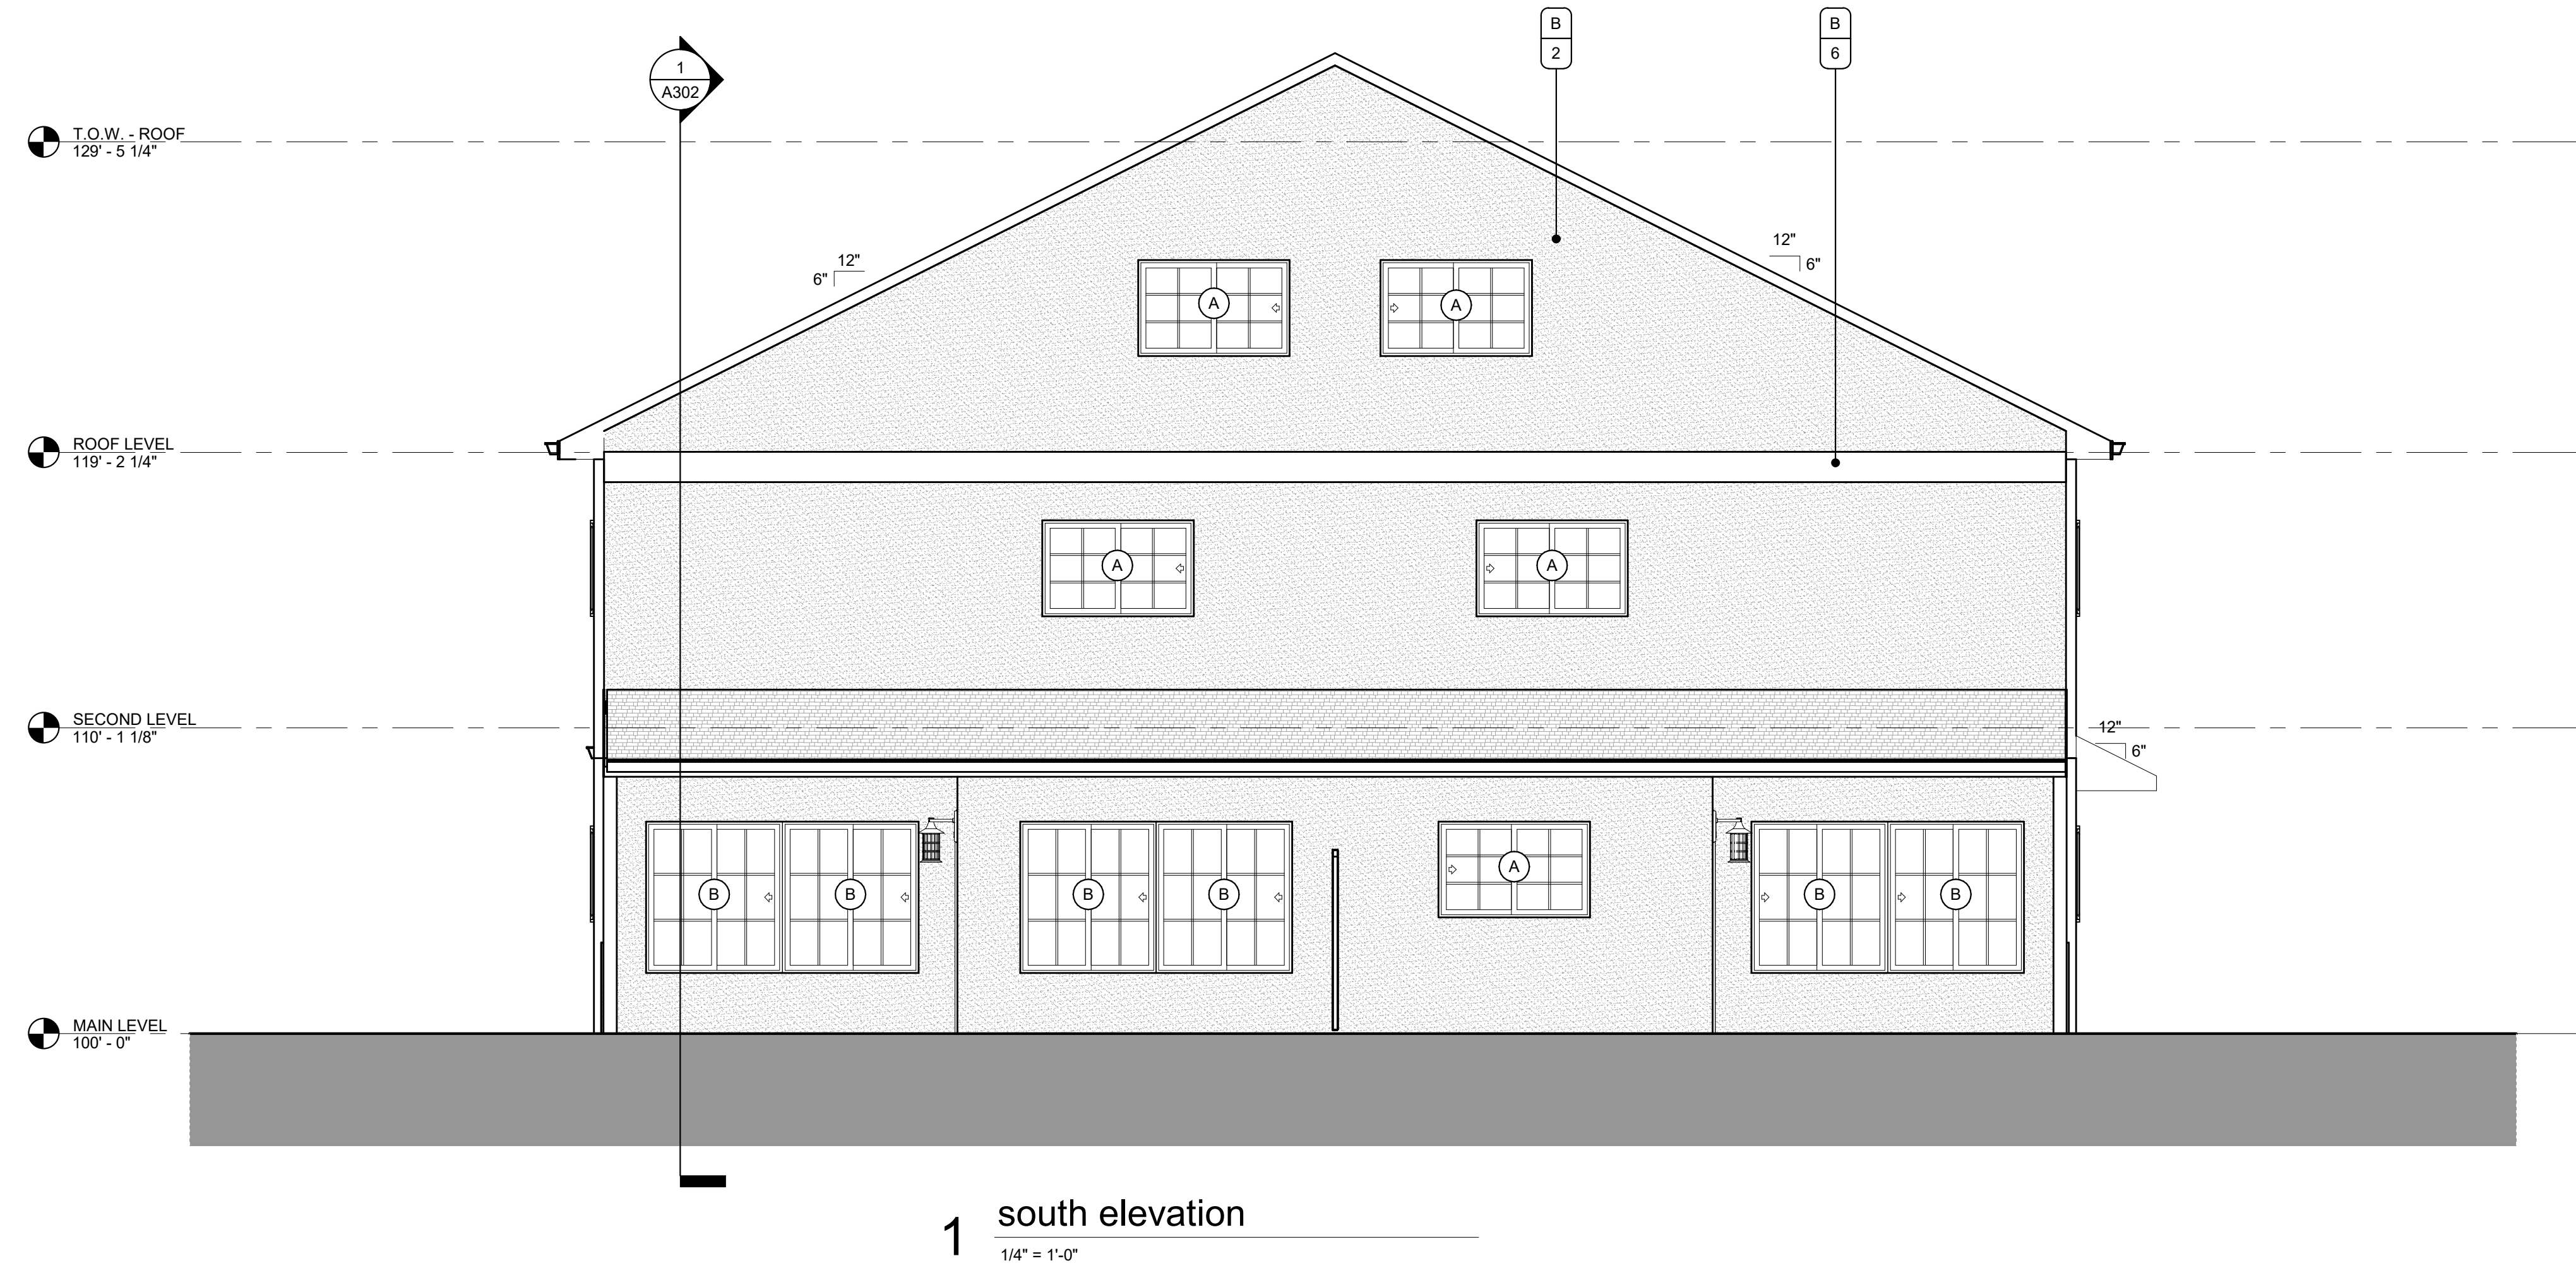 1
A302
B
2
B
6
T.O.W. - ROOF
129' - 5 1/4"
12"
6"
12"
6"
A
A
ROOF LEVEL
119' - 2 1/4"
A
A
SECOND LEVEL
110' - 1 1/8"
12"
6"
A
B
B
B
B
B
B
MAIN LEVEL
100' - 0"
1
south elevation
1/4" = 1'-0"